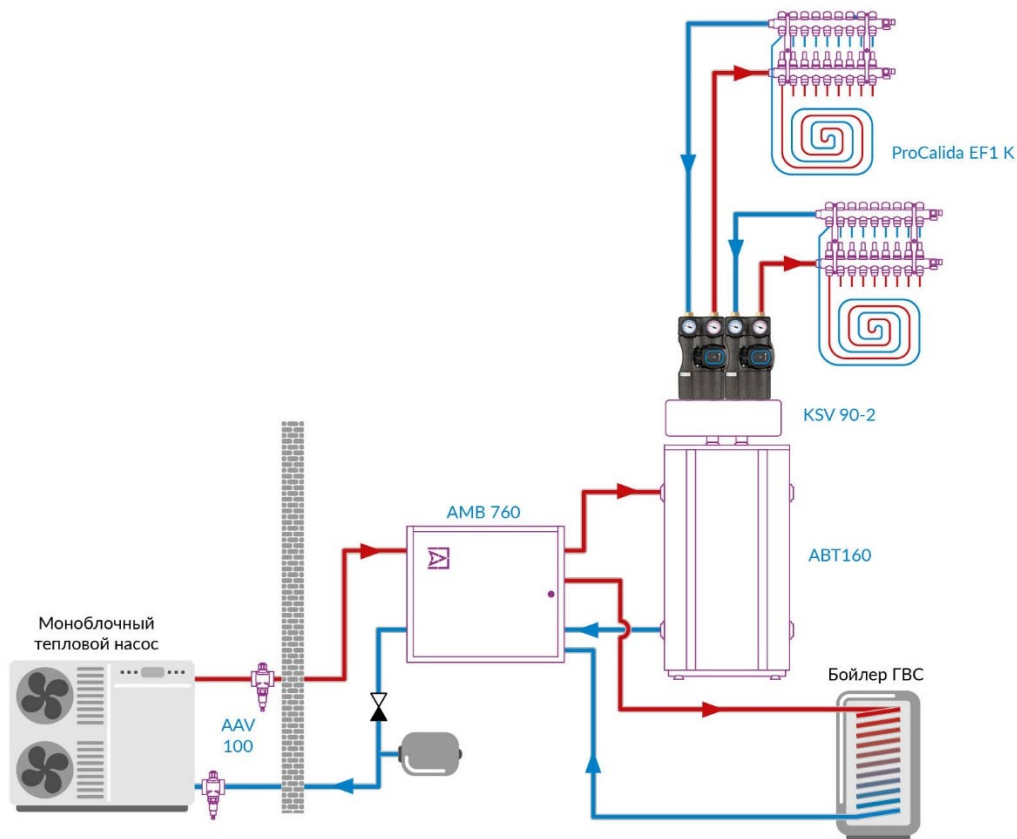 ProCalida EF1 K
KSV 90-2
AMB 760
ABT160
Моноблочный
тепловой насос
AAV
100
Бойлер ГВС